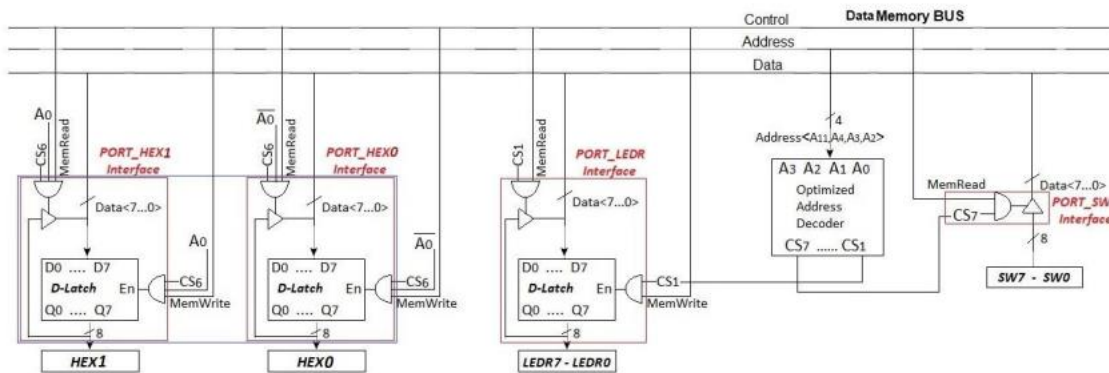 Control
Data Memory BUS
Address
Data
A0
CS6
MemRead
PORT_HEX1
Interface
Data<7...0>
A0
D0 .... D7
D-Latch
En
Q0 .... Q7
CS6
MemWrite
8
HEX1
A0
CS6
MemRead
PORT_HEX0
Interface
Data<7...0>
A0
D0 .... D7
D-Latch
En
Q0 .... Q7
CS6
MemWrite
8
HEX0
CS1
MemRead
PORT_LEDR
Interface
Data<7...0>
D0 .... D7
D-Latch
En
Q0 .... Q7
CS1
MemWrite
8
LEDR7 - LEDR0
4
Address<A11,A4,A3,A2>
A3 A2 A1 A0
Optimized
Address
Decoder
CS7 ...... CS1
MemRead
CS7
Data<7...0>
PORT_SW
Interface
8
SW7 - SW0